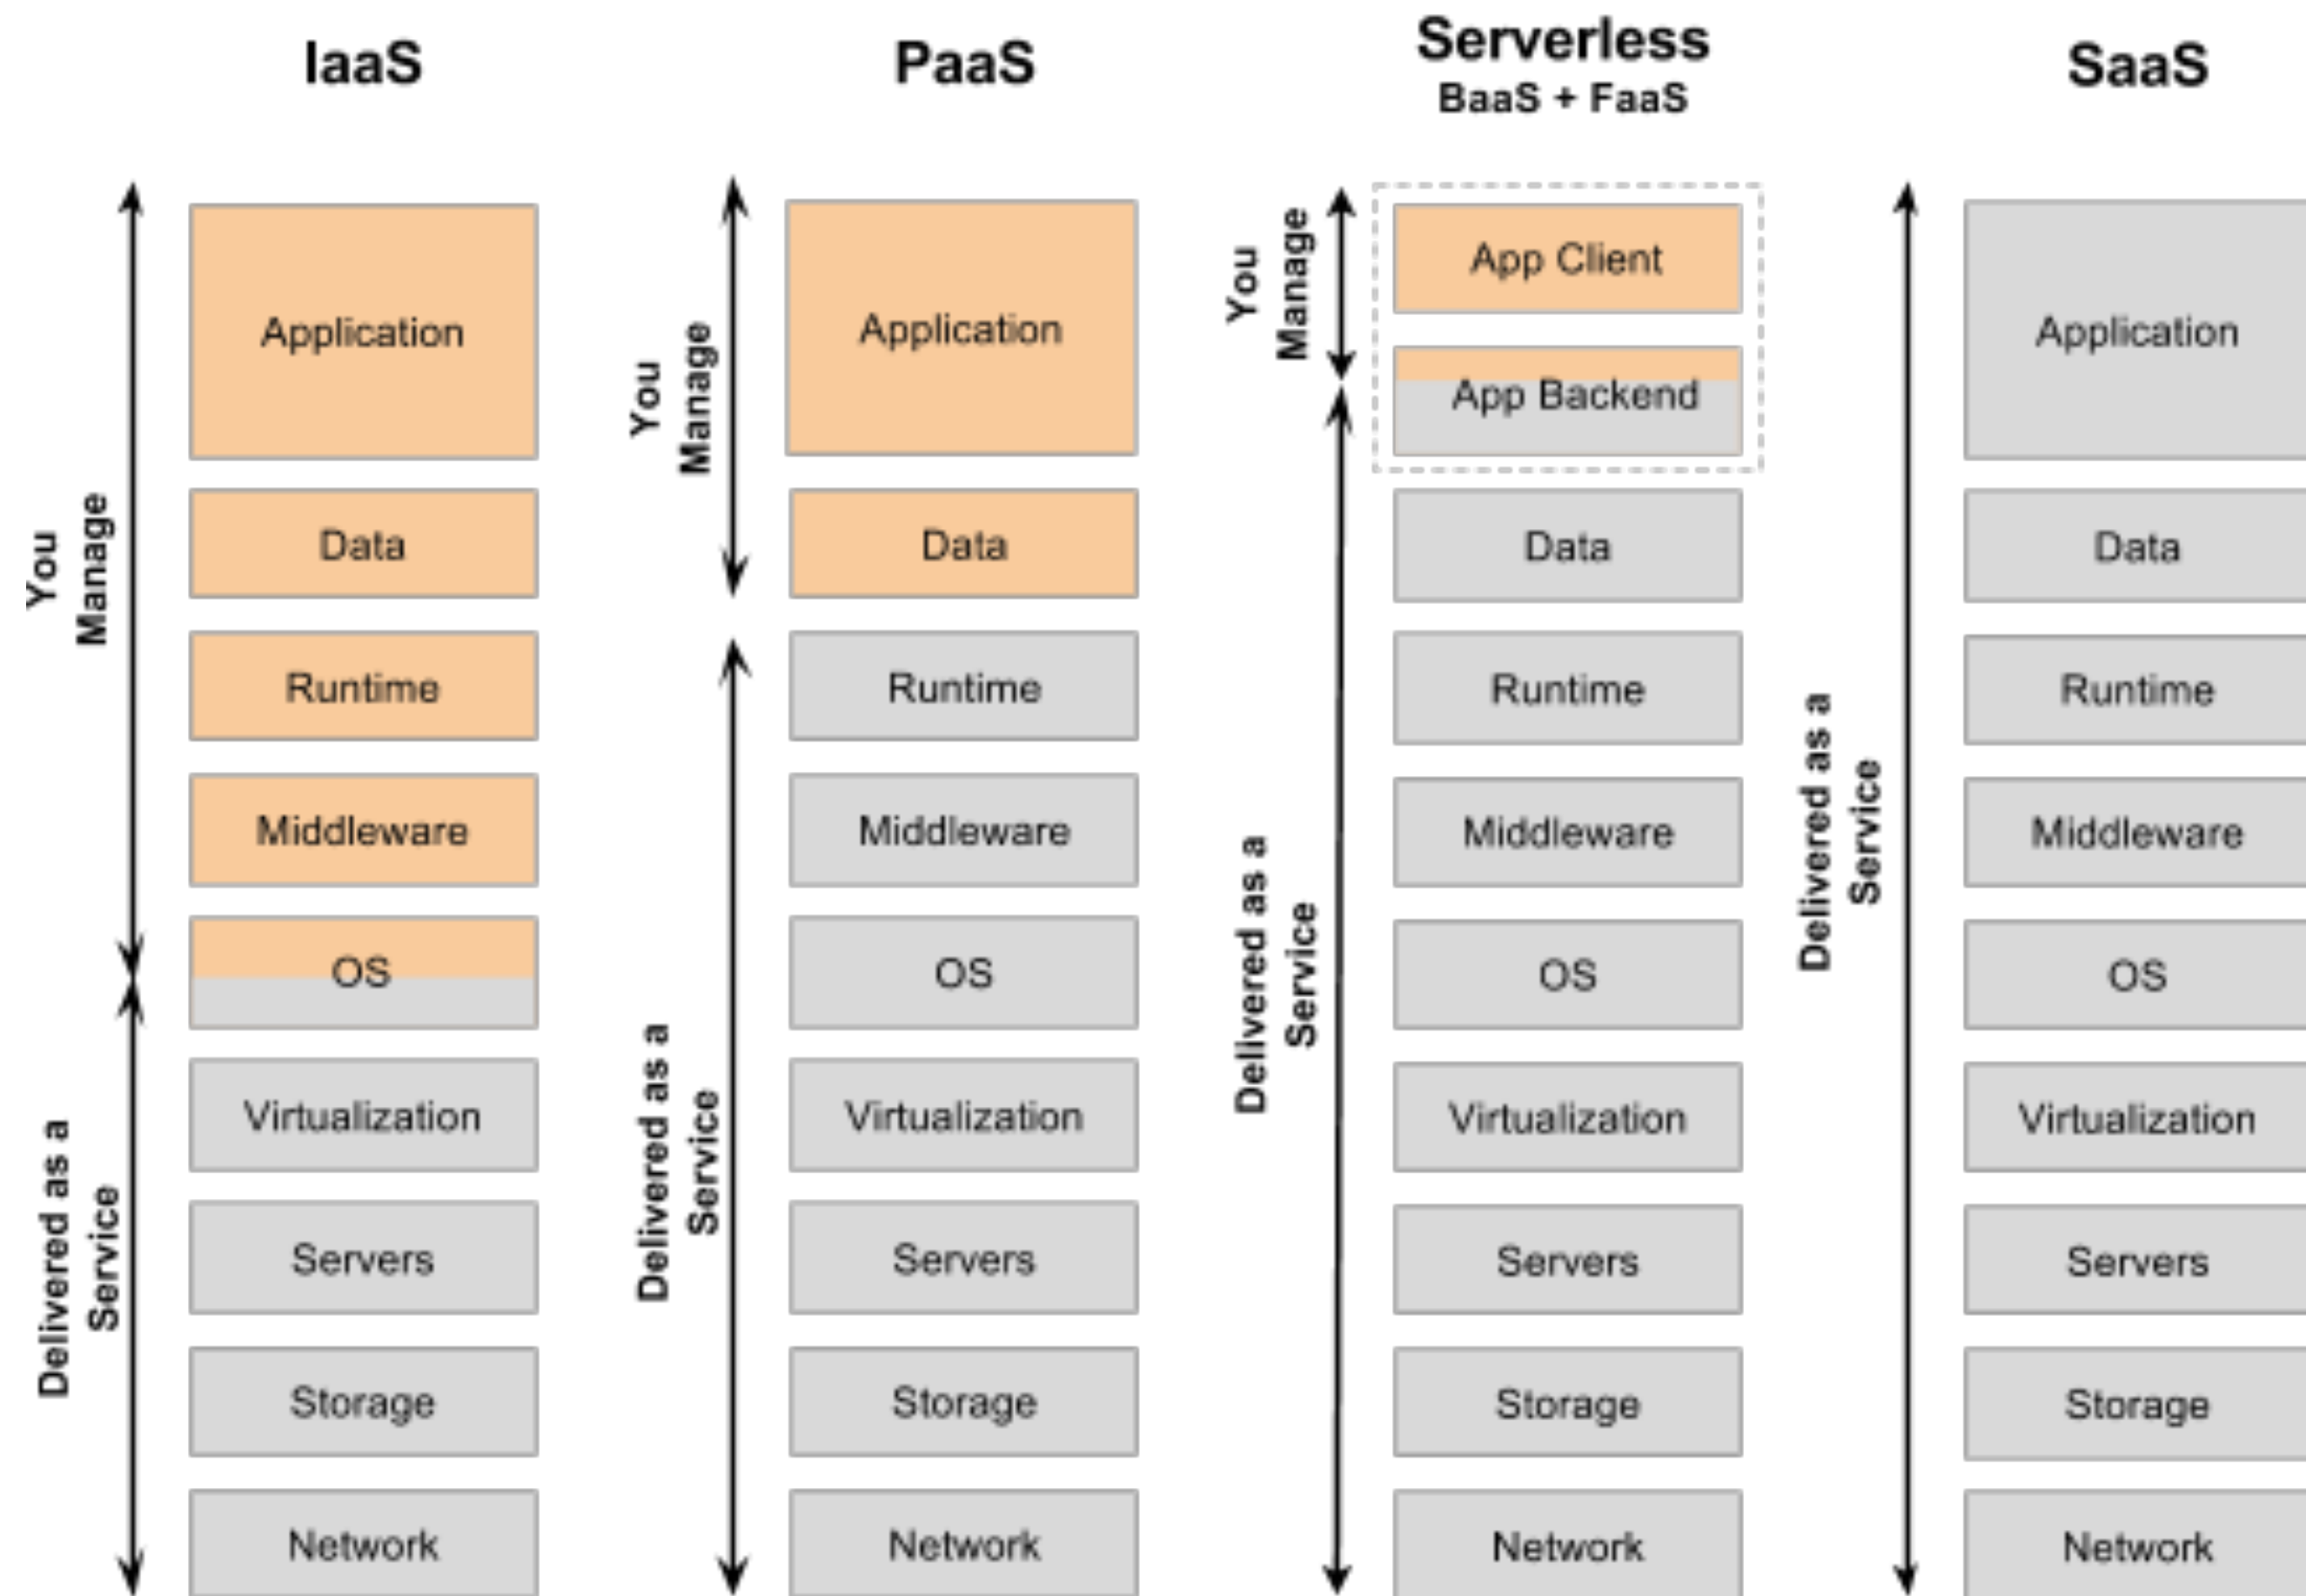 IaaS
You
Manage
Delivered as a
Service
Application
Data
Runtime
Middleware
OS
Virtualization
Servers
Storage
Network
PaaS
You
Manage
Delivered as a
Service
Application
Data
Runtime
Middleware
OS
Virtualization
Servers
Storage
Network
Serverless
BaaS + FaaS
You
Manage
Delivered as a
Service
App Client
App Backend
Data
Runtime
Middleware
OS
Virtualization
Servers
Storage
Network
SaaS
Delivered as a
Service
Application
Data
Runtime
Middleware
OS
Virtualization
Servers
Storage
Network